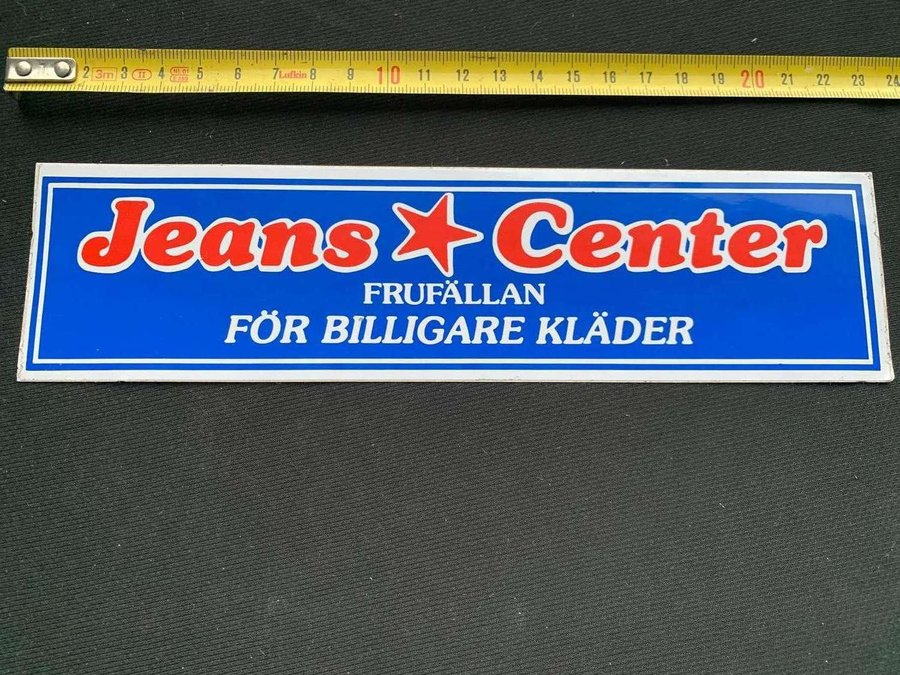 2 3m 3 II 4 5 6 7 Lufkin 8 9 10 11 12 13 14 15 16 17 18 19 20 21 22 23 24
Jeans Center
FRUFÄLLAN
FÖR BILLIGARE KLÄDER